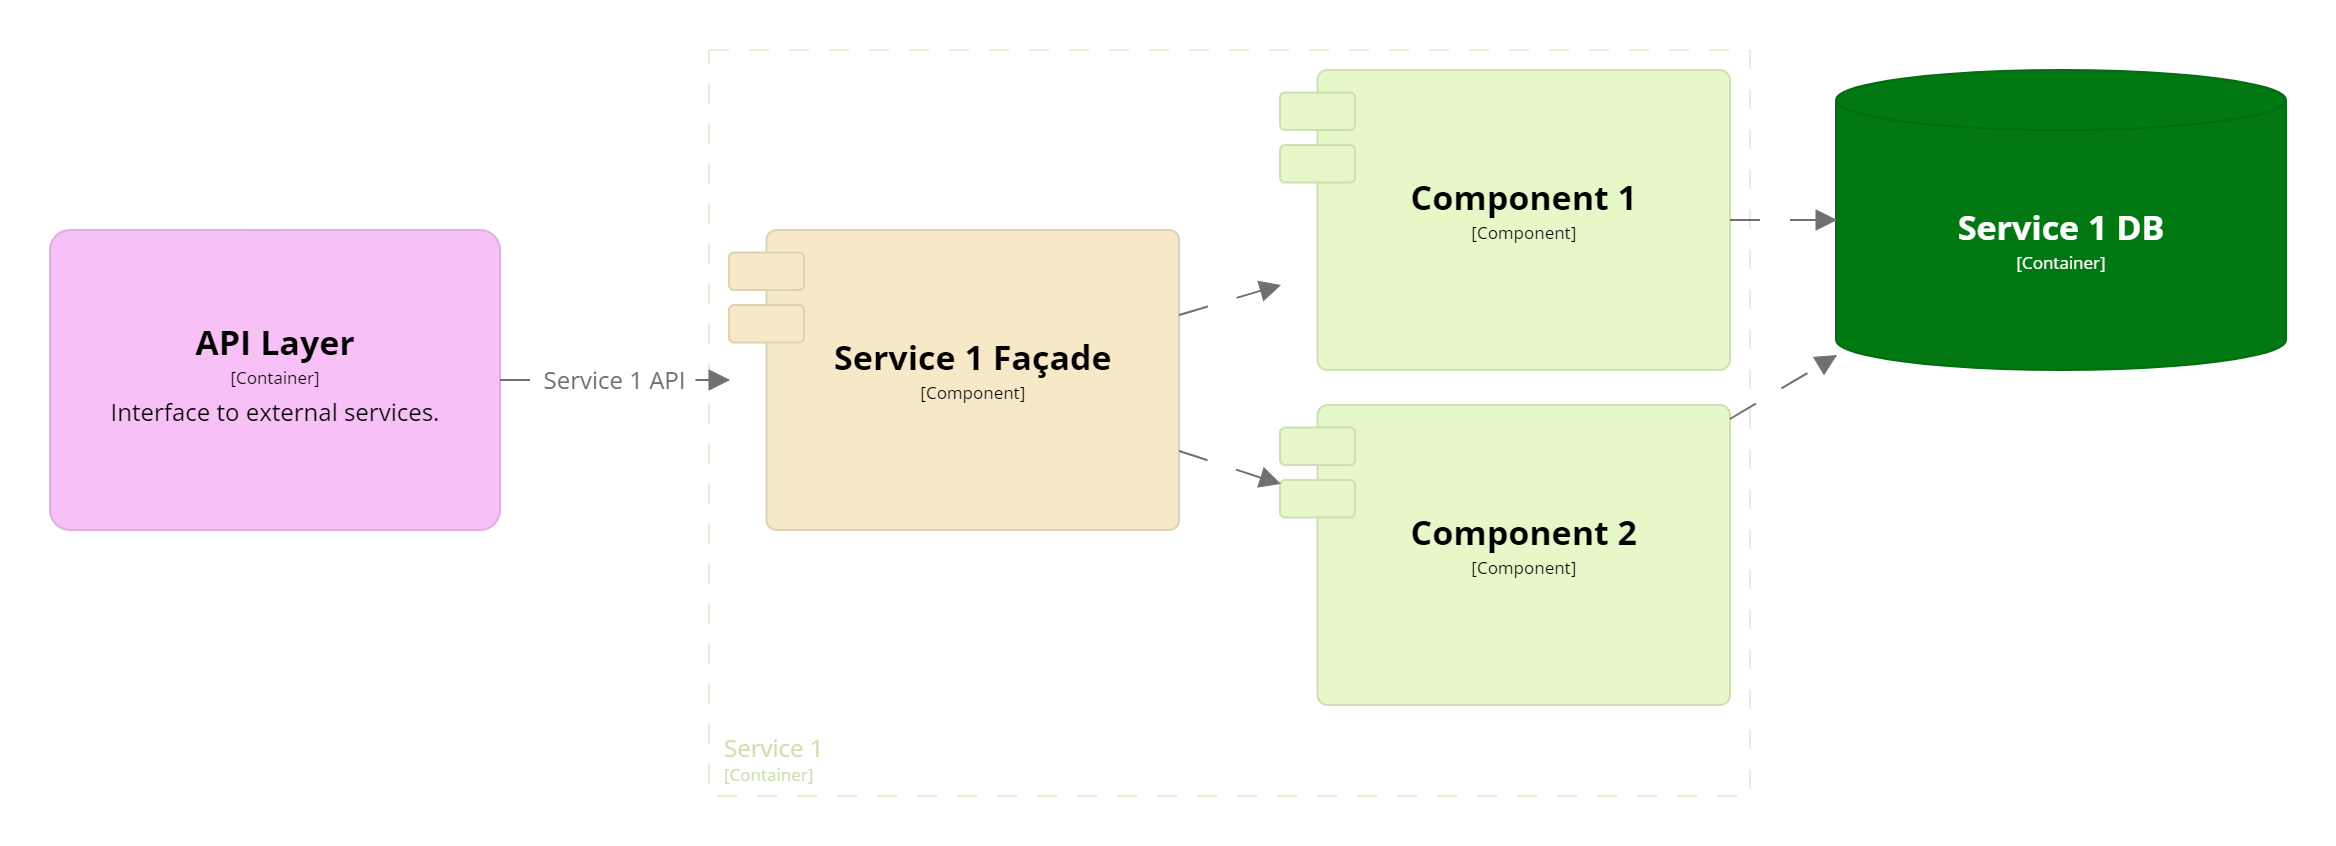 API Layer
[Container]
Interface to external services.
Service 1 API
Service 1 Façade
[Component]
Component 1
[Component]
Component 2
[Component]
Service 1 DB
[Container]
Service 1
[Container]